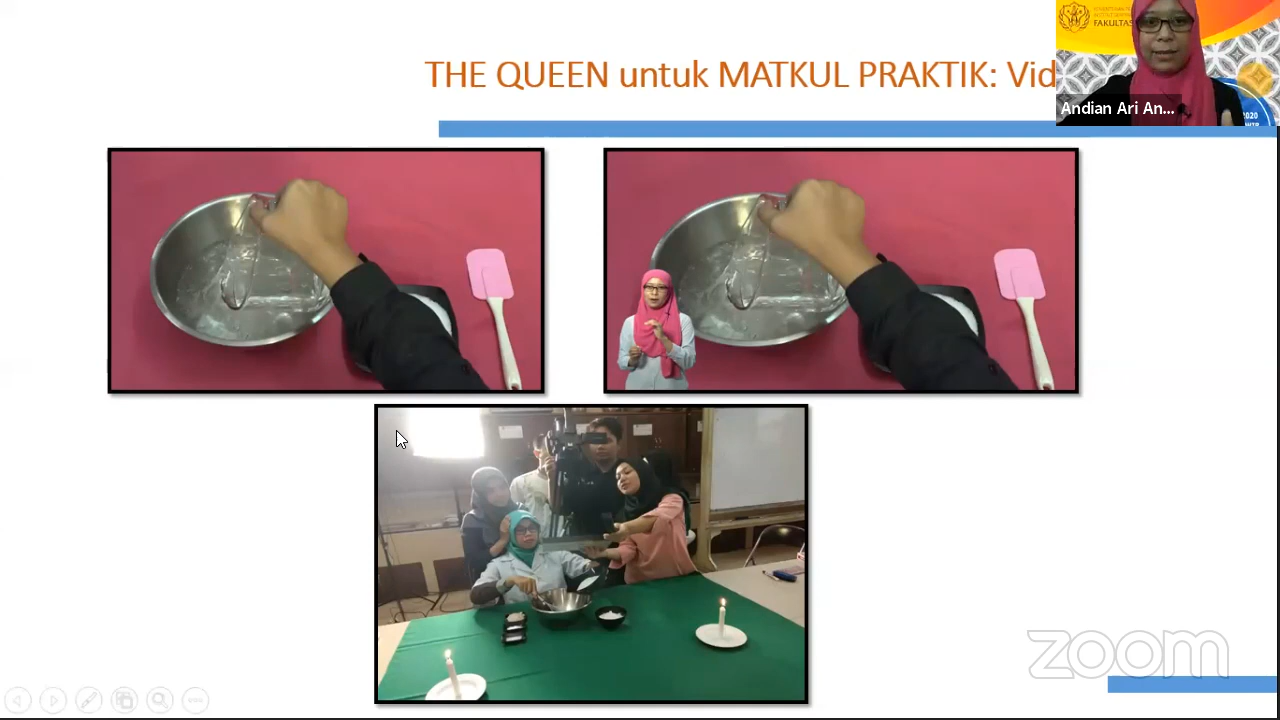 THE QUEEN untuk MATKUL PRAKTIK: Vid
FAKULTAS
Andian Ari An...
2020
zoom